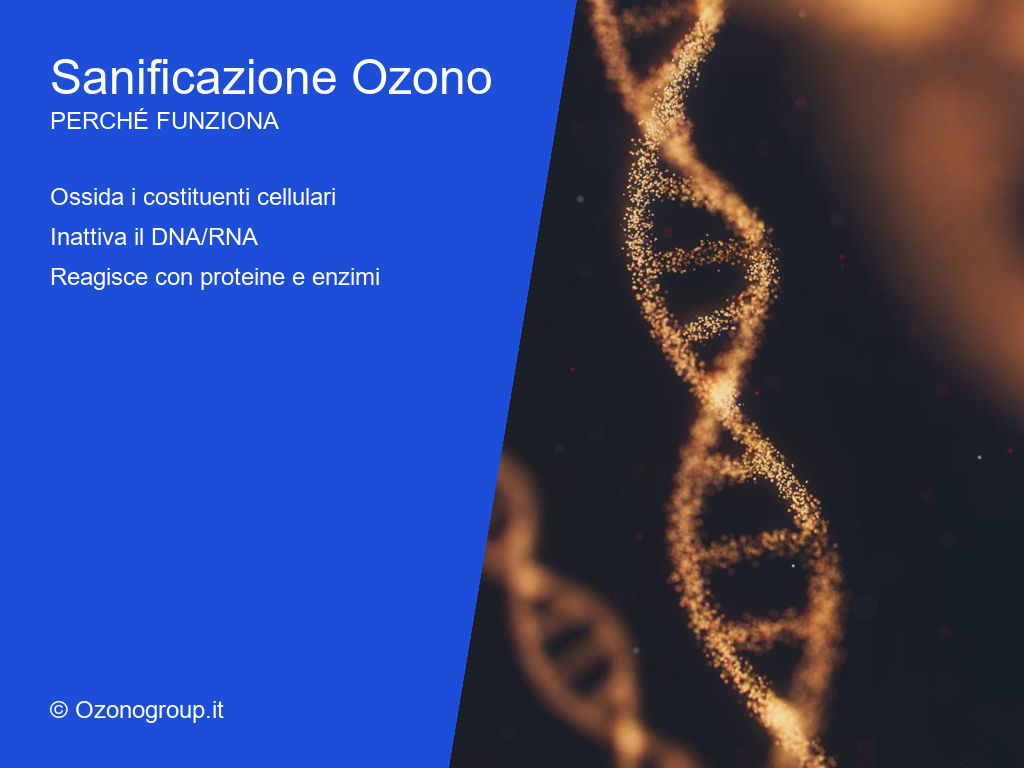 Sanificazione Ozono
PERCHÉ FUNZIONA
Ossida i costituenti cellulari
Inattiva il DNA/RNA
Reagisce con proteine e enzimi
© Ozonogroup.it